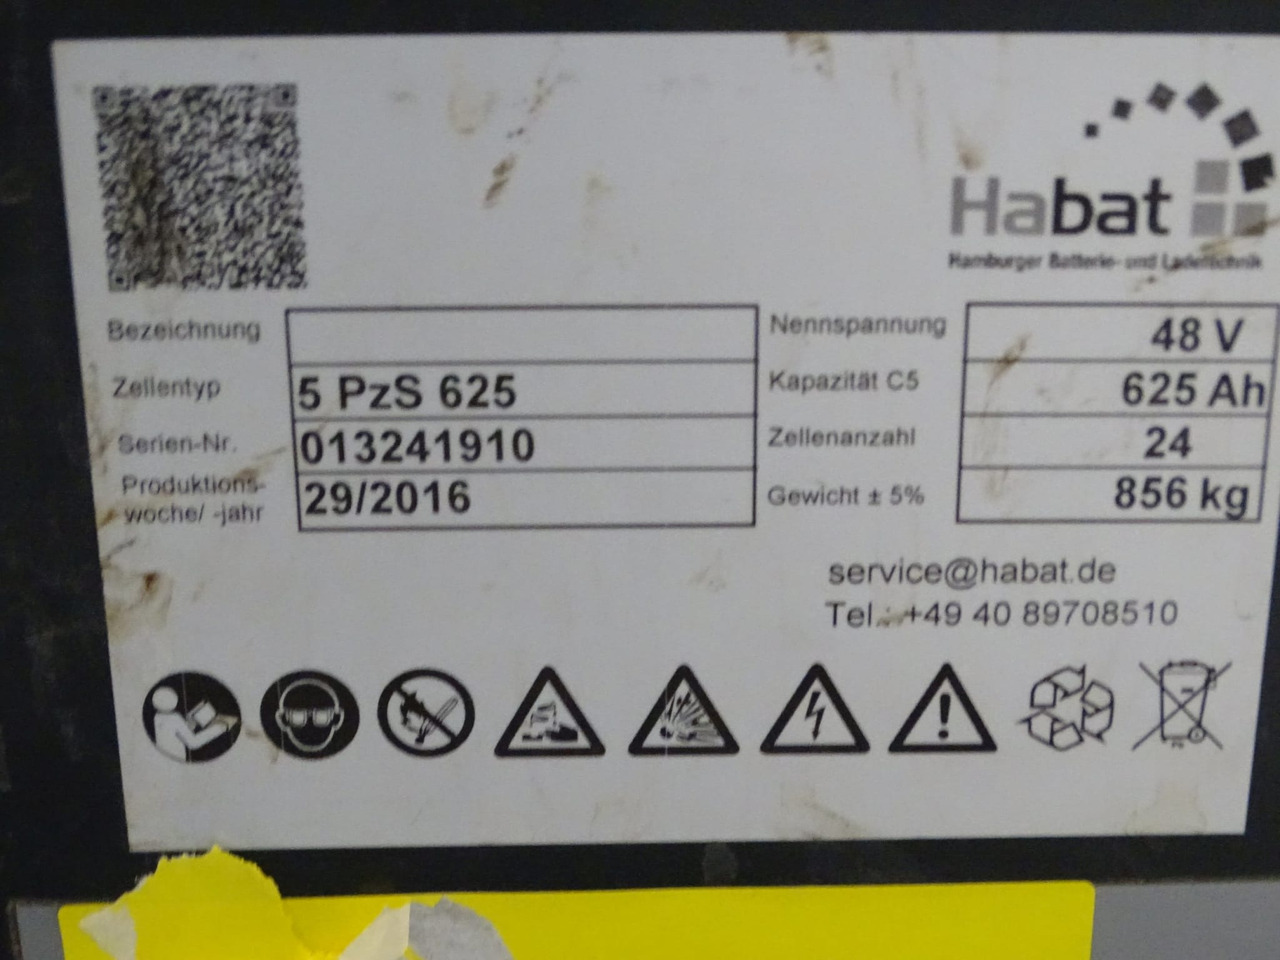 Habat
Hamburger Batterie- und Ladetechnik
Bezeichnung
Zellentyp 5 PzS 625
Serien-Nr. 013241910
Produktions-
woche/ -jahr 29/2016
Nennspannung 48 V
Kapazität C5 625 Ah
Zellenanzahl 24
Gewicht ± 5% 856 kg
service@habat.de
Tel.: +49 40 89708510